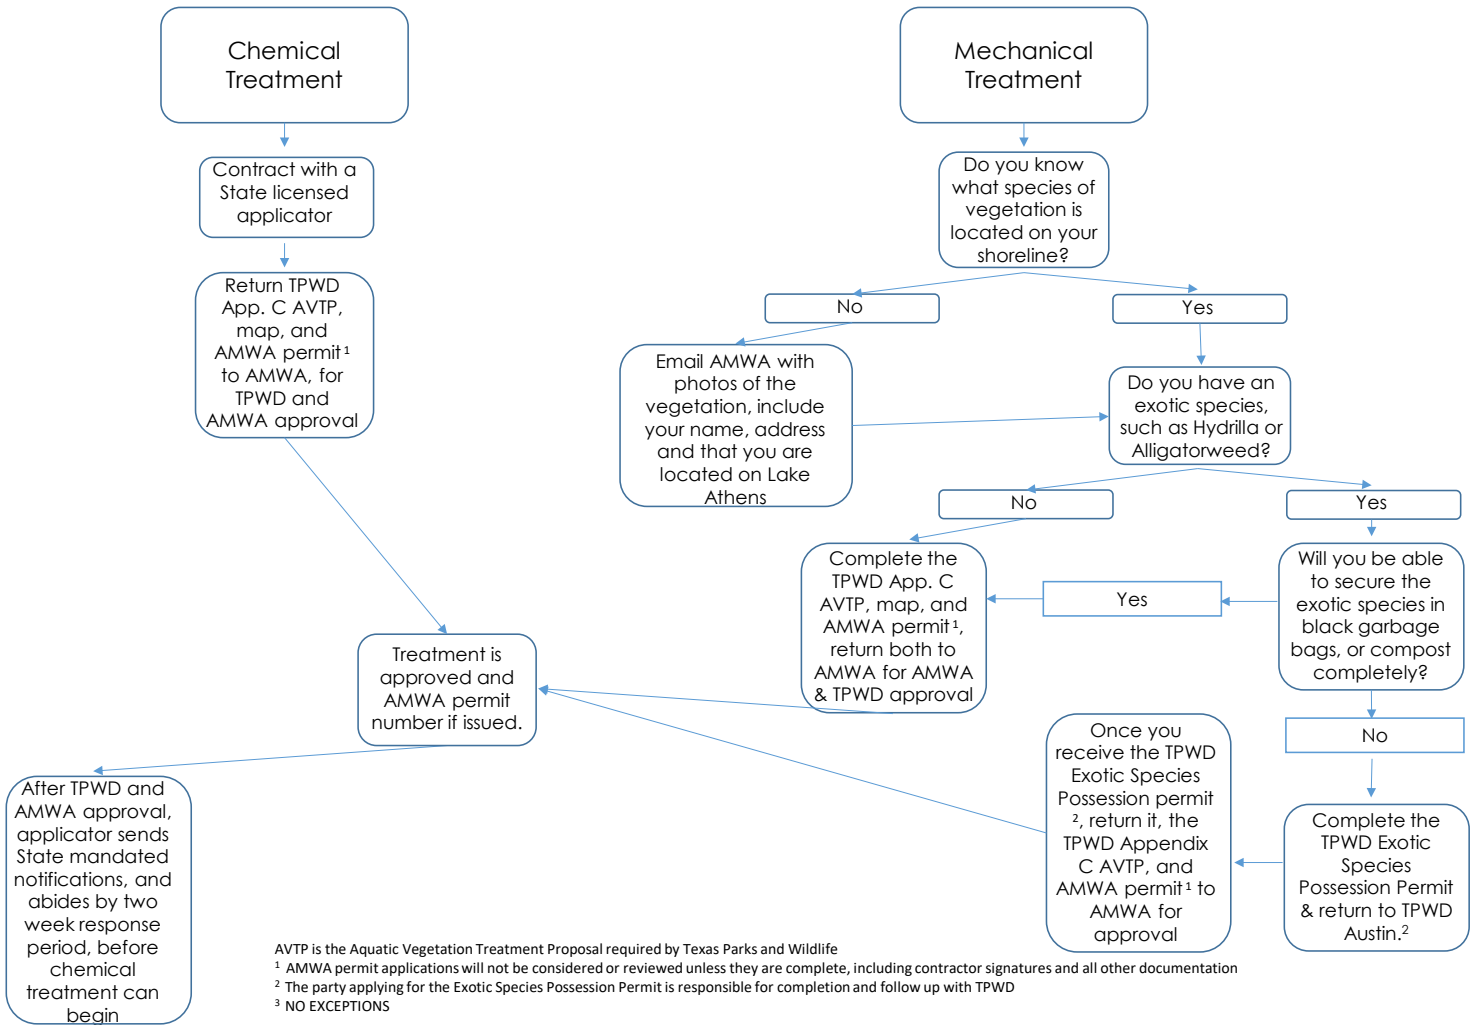 Chemical
Treatment
Contract with a
State licensed
applicator
Return TPWD
App. C AVTP,
map, and
AMWA permit¹
to AMWA, for
TPWD and
AMWA approval
Mechanical
Treatment
Do you know
what species of
vegetation is
located on your
shoreline?
No
Yes
Email AMWA with
photos of the
vegetation, include
your name, address
and that you are
located on Lake
Athens
Do you have an
exotic species,
such as Hydrilla or
Alligatorweed?
No
Yes
Complete the
TPWD App. C
AVTP, map, and
AMWA permit¹,
return both to
AMWA for AMWA
& TPWD approval
Yes
Will you be able
to secure the
exotic species in
black garbage
bags, or compost
completely?
No
Complete the
TPWD Exotic
Species
Possession Permit
& return to TPWD
Austin.²
Once you
receive the TPWD
Exotic Species
Possession permit
², return it, the
TPWD Appendix
C AVTP, and
AMWA permit¹ to
AMWA for
approval
Treatment is
approved and
AMWA permit
number if issued.
After TPWD and
AMWA approval,
applicator sends
State mandated
notifications, and
abides by two
week response
period, before
chemical
treatment can
begin
AVTP is the Aquatic Vegetation Treatment Proposal required by Texas Parks and Wildlife
¹ AMWA permit applications will not be considered or reviewed unless they are complete, including contractor signatures and all other documentation
² The party applying for the Exotic Species Possession Permit is responsible for completion and follow up with TPWD
³ NO EXCEPTIONS